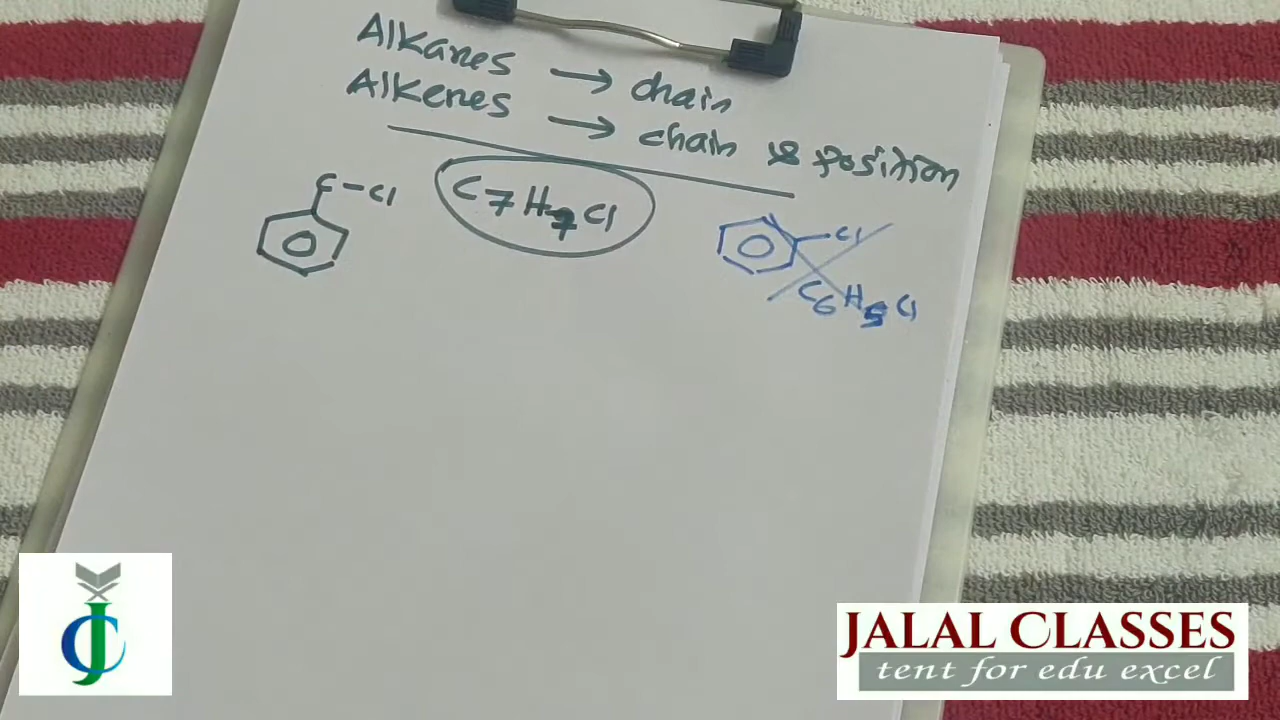 Alkanes → chain
Alkenes → chain & position
C-Cl
C7H7Cl
Cl
C6H5Cl
JALAL CLASSES
tent for edu excel